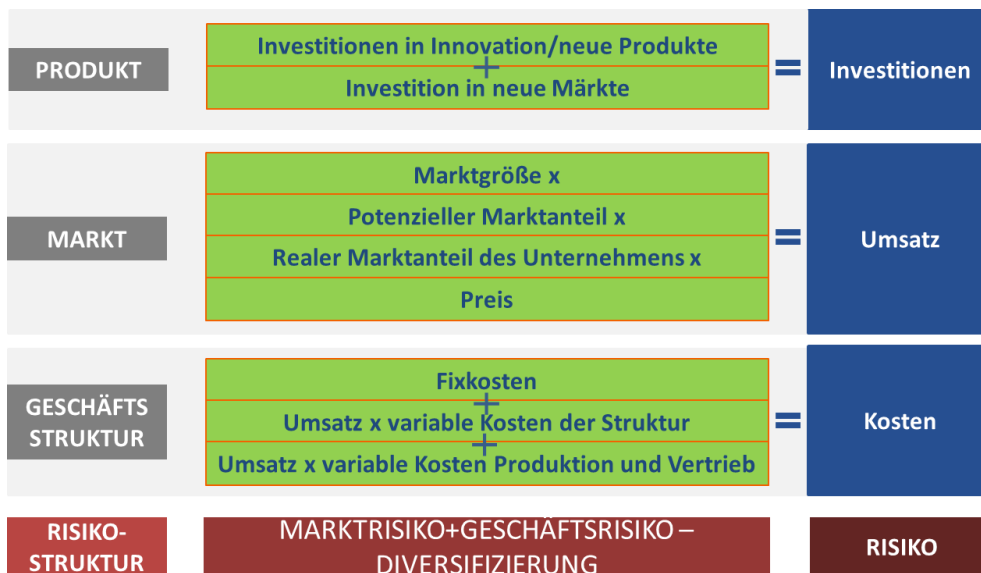 PRODUKT
Investitionen in Innovation/neue Produkte
+
Investition in neue Märkte
=
Investitionen
MARKT
Marktgröße x
Potenzieller Marktanteil x
Realer Marktanteil des Unternehmens x
Preis
=
Umsatz
GESCHÄFTS
STRUKTUR
Fixkosten
+
Umsatz x variable Kosten der Struktur
+
Umsatz x variable Kosten Produktion und Vertrieb
=
Kosten
RISIKO-
STRUKTUR
MARKTRISIKO+GESCHÄFTSRISIKO –
DIVERSIFIZIERUNG
RISIKO